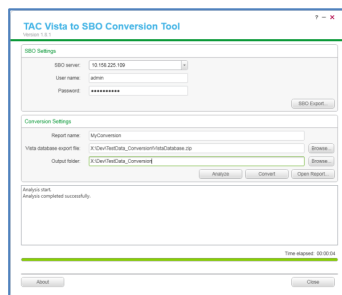 ? – ×
TAC Vista to SBO Conversion Tool
Version 1.0.1
SBO Settings
SBO server: 10.158.225.109
User name: admin
Password: ●●●●●●●●●●
SBO Export...
Conversion Settings
Report name: MyConversion
Vista database export file: X:\Dev\TestData_Conversion\VistaDatabase.zip Browse...
Output folder: X:\Dev\TestData_Conversion Browse...
Analyze Convert Open Report...
Analysis start.
Analysis completed successfully.
Time elapsed: 00:00:04
About Close